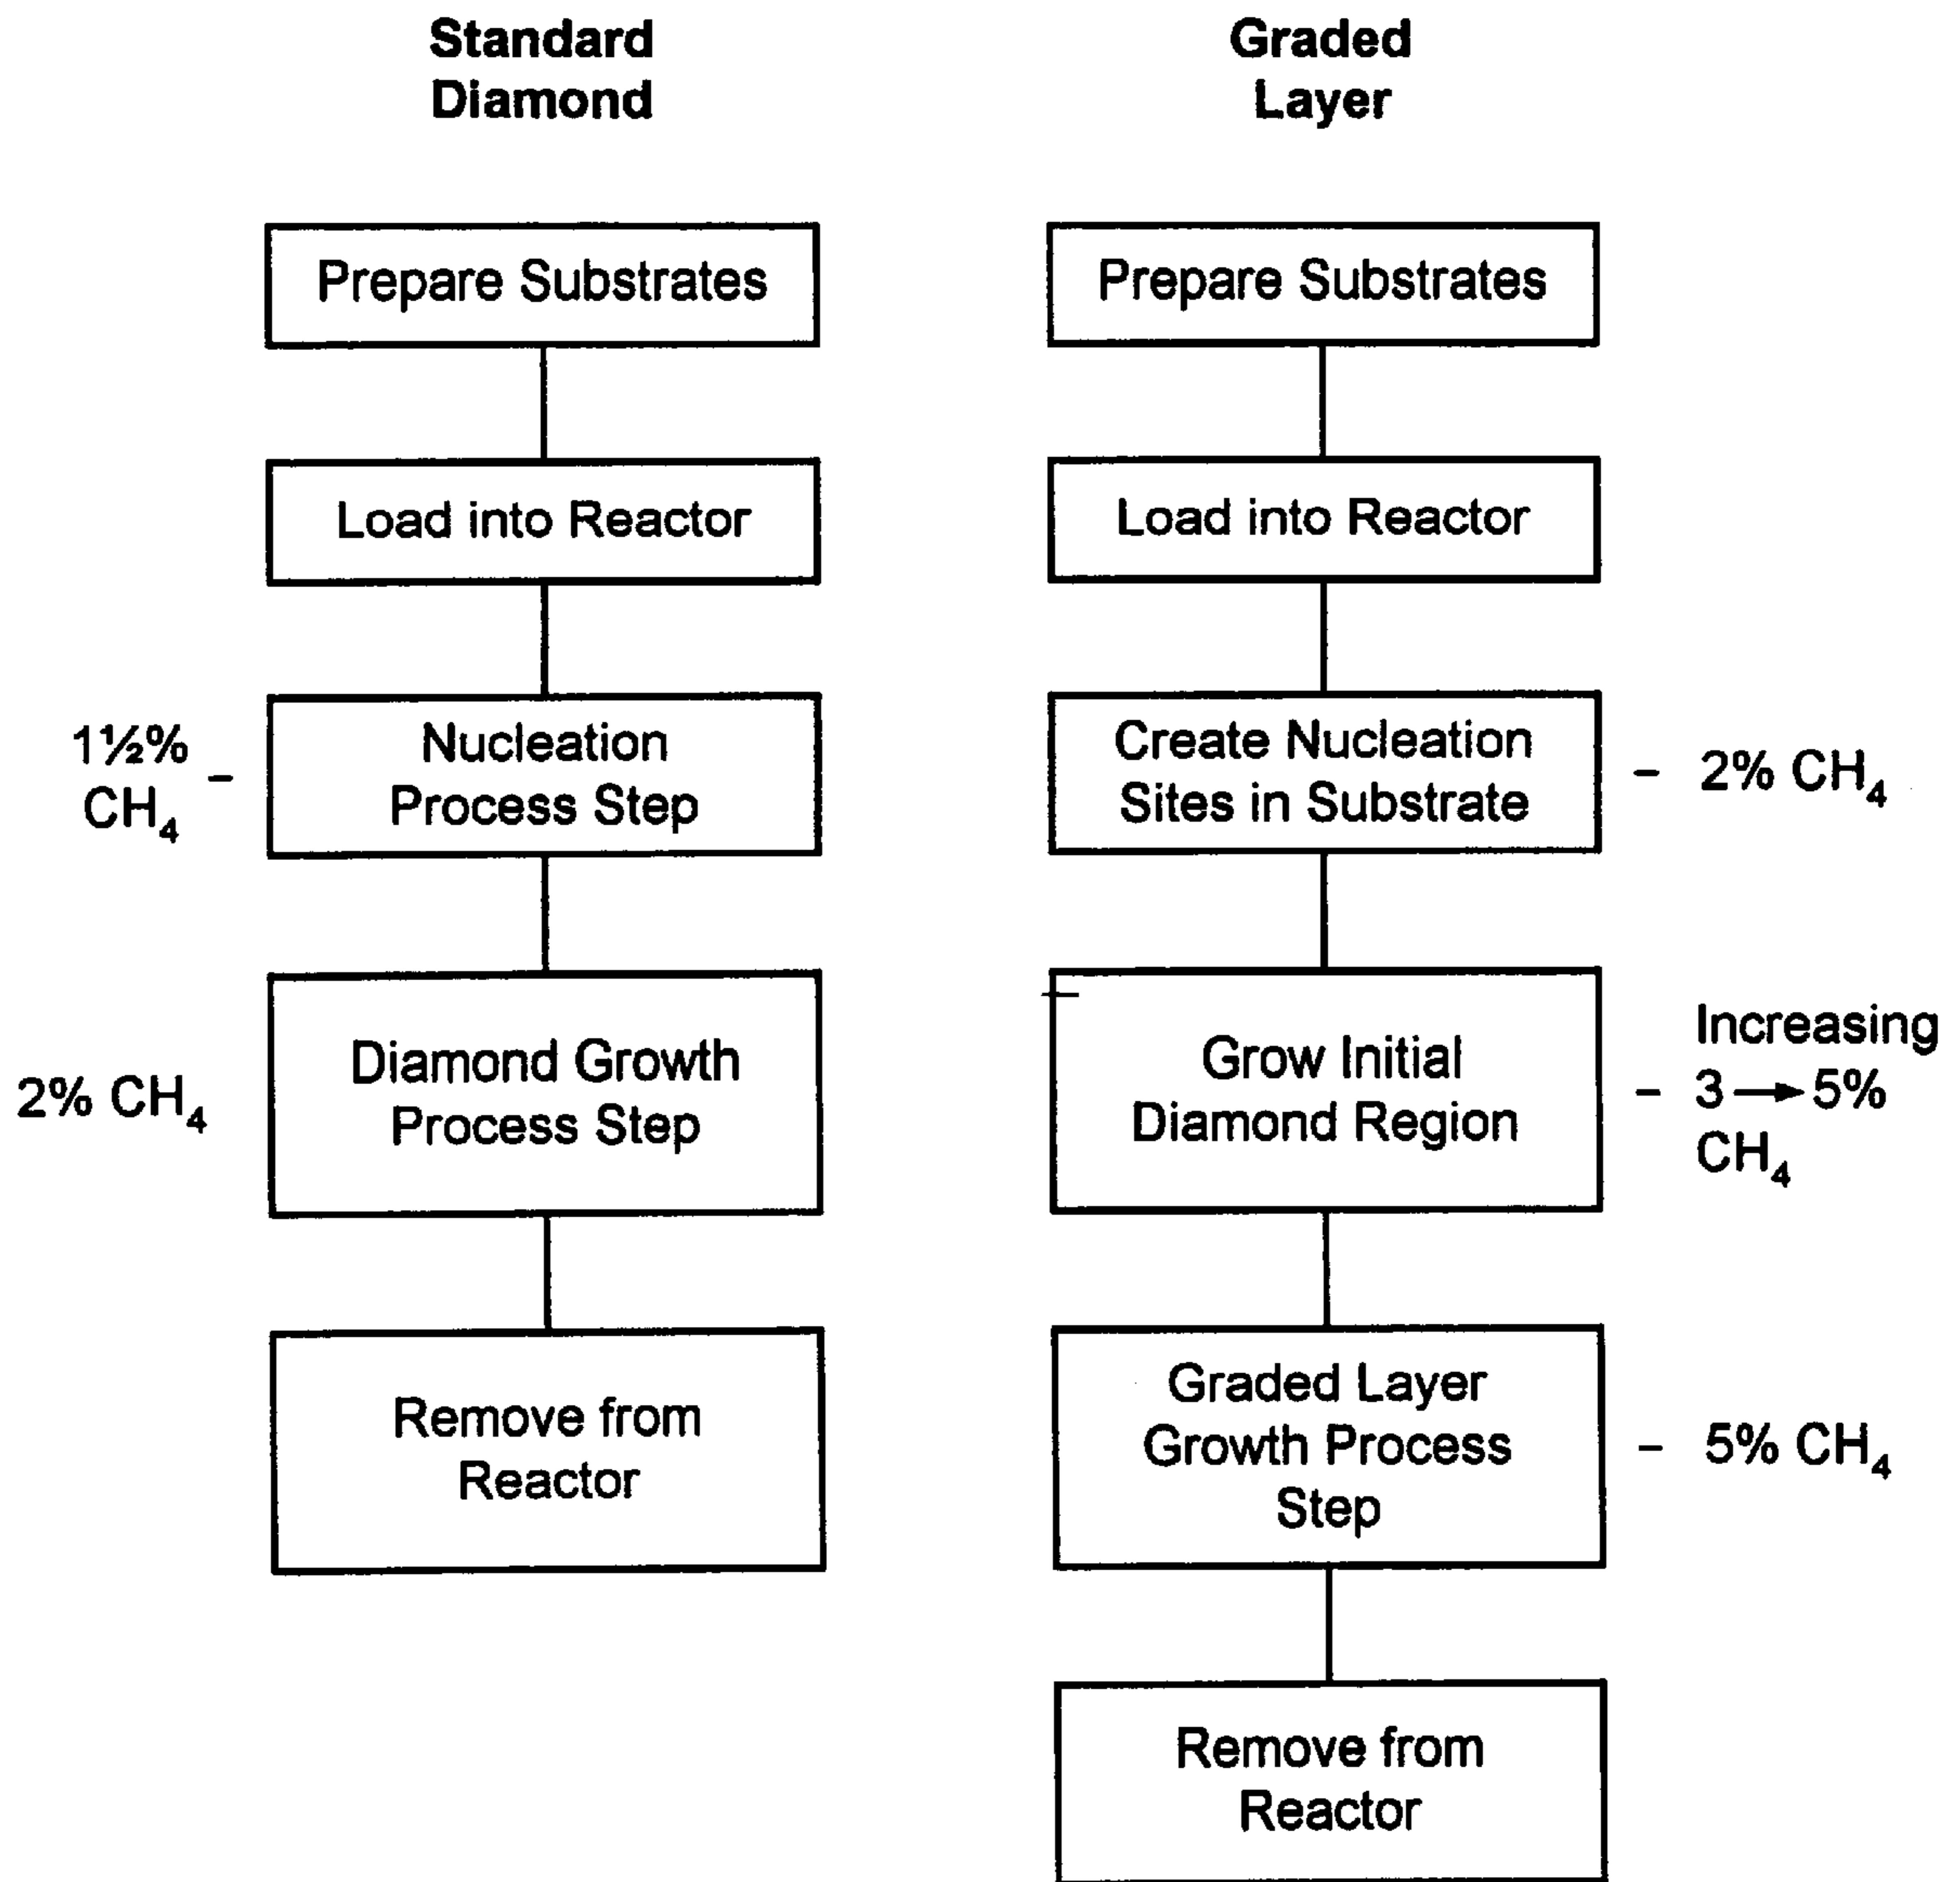 Standard
Diamond
Prepare Substrates
Load into Reactor
1½%
CH₄ -
Nucleation
Process Step
2% CH₄
Diamond Growth
Process Step
Remove from
Reactor
Graded
Layer
Prepare Substrates
Load into Reactor
Create Nucleation
Sites in Substrate
- 2% CH₄
Grow Initial
Diamond Region
Increasing
- 3 → 5%
CH₄
Graded Layer
Growth Process
Step
- 5% CH₄
Remove from
Reactor